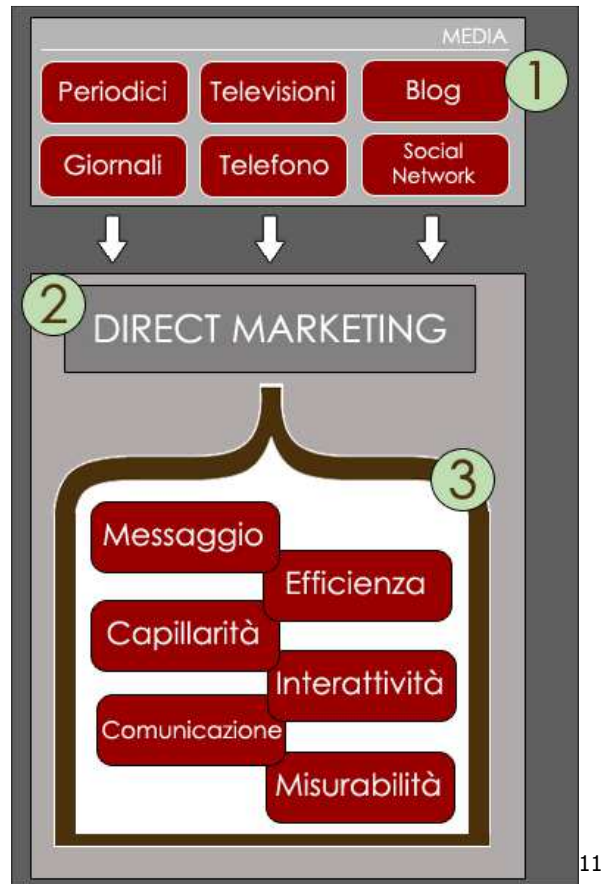 MEDIA
1
Periodici Televisioni Blog
Giornali Telefono Social
Network
2
DIRECT MARKETING
3
Messaggio
Efficienza
Capillarità
Interattività
Comunicazione
Misurabilità
11